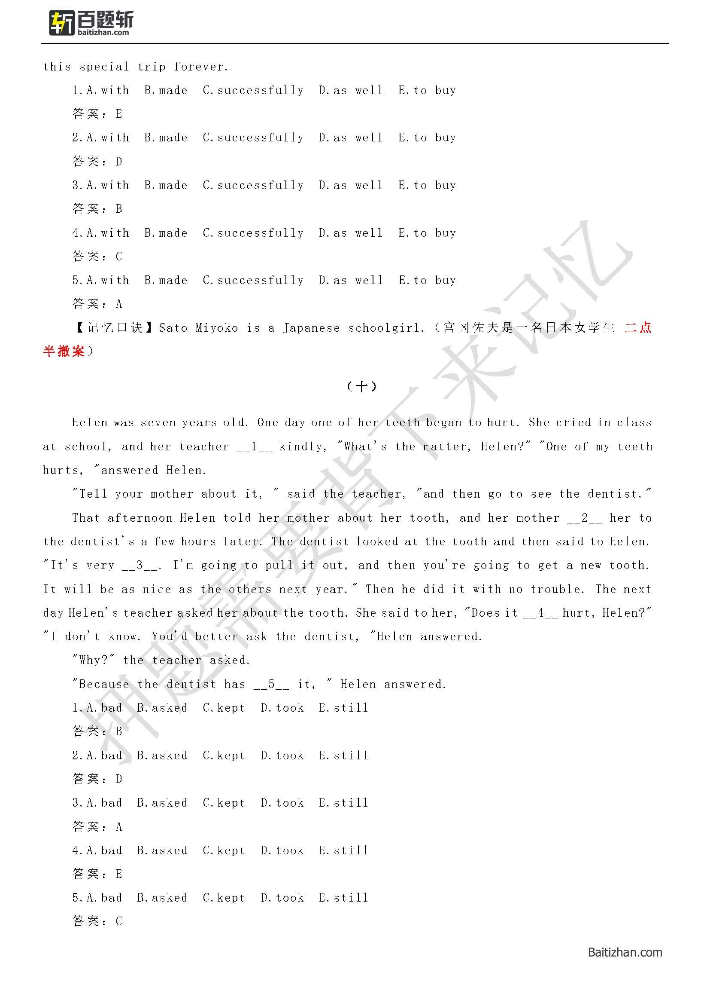 斩 百题斩
baitizhan.com
this special trip forever.
1.A.with B.made C.successfully D.as well E.to buy
答案：E
2.A.with B.made C.successfully D.as well E.to buy
答案：D
3.A.with B.made C.successfully D.as well E.to buy
答案：B
4.A.with B.made C.successfully D.as well E.to buy
答案：C
5.A.with B.made C.successfully D.as well E.to buy
答案：A
【记忆口诀】Sato Miyoko is a Japanese schoolgirl.（宫冈佐夫是一名日本女学生 二点
半撤案）
（十）
Helen was seven years old. One day one of her teeth began to hurt. She cried in class
at school, and her teacher __1__ kindly, "What's the matter, Helen?" "One of my teeth
hurts, "answered Helen.
"Tell your mother about it, " said the teacher, "and then go to see the dentist."
That afternoon Helen told her mother about her tooth, and her mother __2__ her to
the dentist's a few hours later. The dentist looked at the tooth and then said to Helen.
"It's very __3__. I'm going to pull it out, and then you're going to get a new tooth.
It will be as nice as the others next year." Then he did it with no trouble. The next
day Helen's teacher asked her about the tooth. She said to her, "Does it __4__ hurt, Helen?"
"I don't know. You'd better ask the dentist, "Helen answered.
"Why?" the teacher asked.
"Because the dentist has __5__ it, " Helen answered.
1.A.bad B.asked C.kept D.took E.still
答案：B
2.A.bad B.asked C.kept D.took E.still
答案：D
3.A.bad B.asked C.kept D.took E.still
答案：A
4.A.bad B.asked C.kept D.took E.still
答案：E
5.A.bad B.asked C.kept D.took E.still
答案：C
押题需要背下来记忆
Baitizhan.com